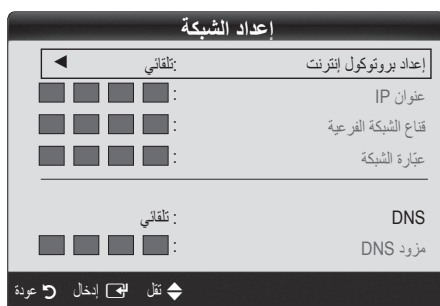 إعداد الشبكة
إعداد بروتوكول إنترنت :تلقائي
عنوان IP :
قناع الشبكة الفرعية :
عبّارة الشبكة :
DNS : تلقائي
مزود DNS :
نقل إدخال عودة